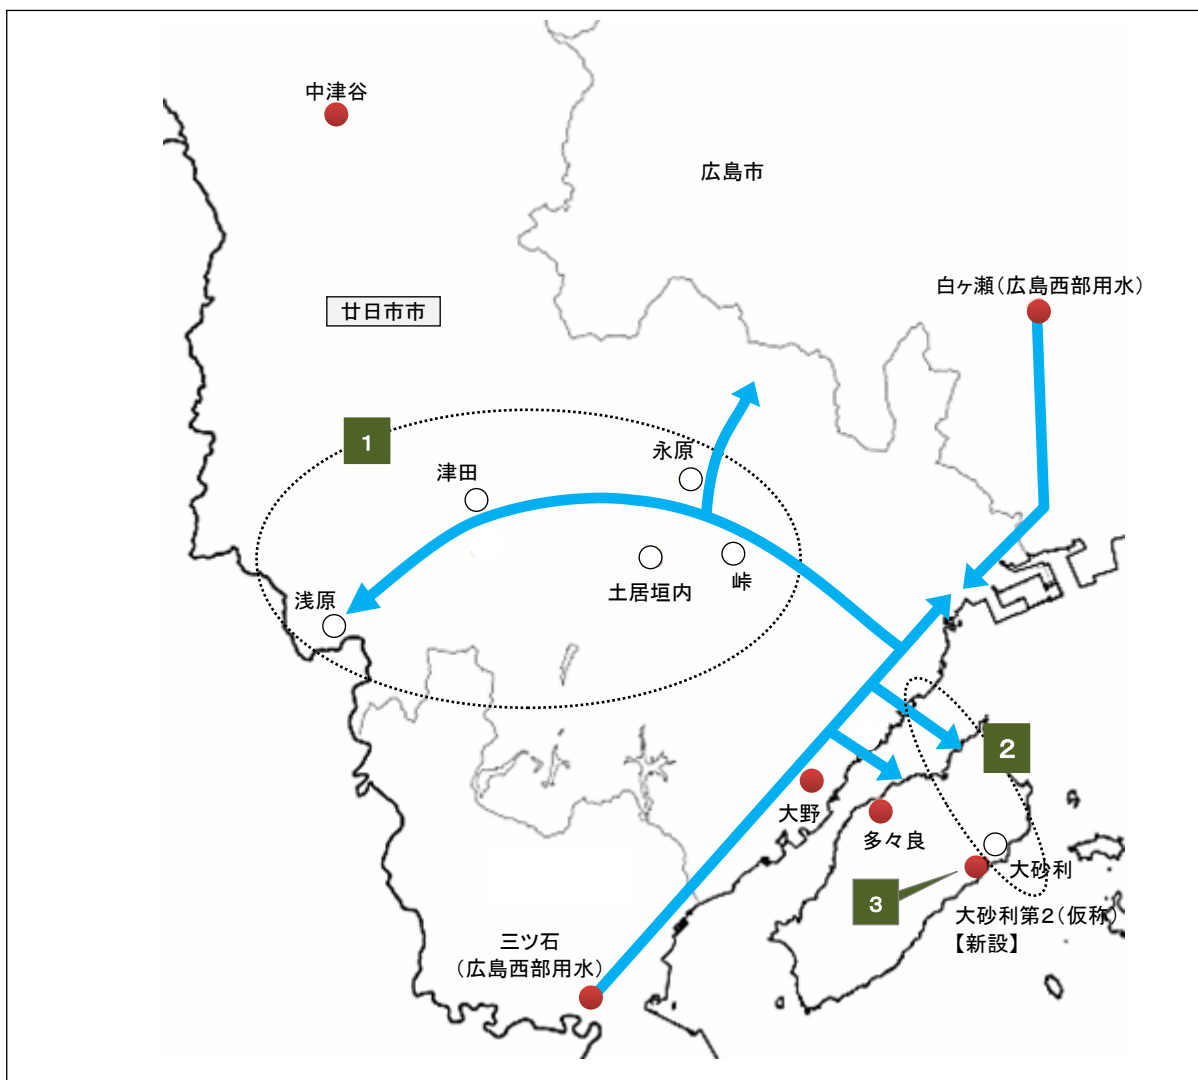 中津谷
広島市
白ヶ瀬(広島西部用水)
廿日市市
1
永原
津田
峠
土居垣内
浅原
2
大野
多々良
大砂利
3
大砂利第2(仮称)
【新設】
三ツ石
(広島西部用水)